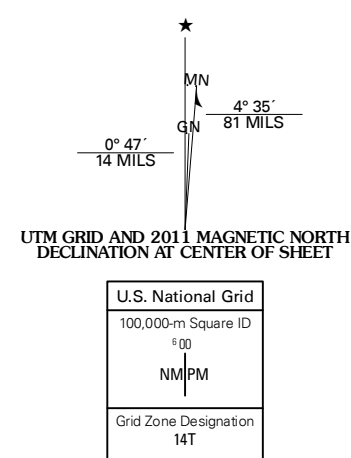 ★
MN
4° 35´
81 MILS
GN
0° 47´
14 MILS
UTM GRID AND 2011 MAGNETIC NORTH
DECLINATION AT CENTER OF SHEET
U.S. National Grid
100,000-m Square ID
⁶00
NM PM
Grid Zone Designation
14T